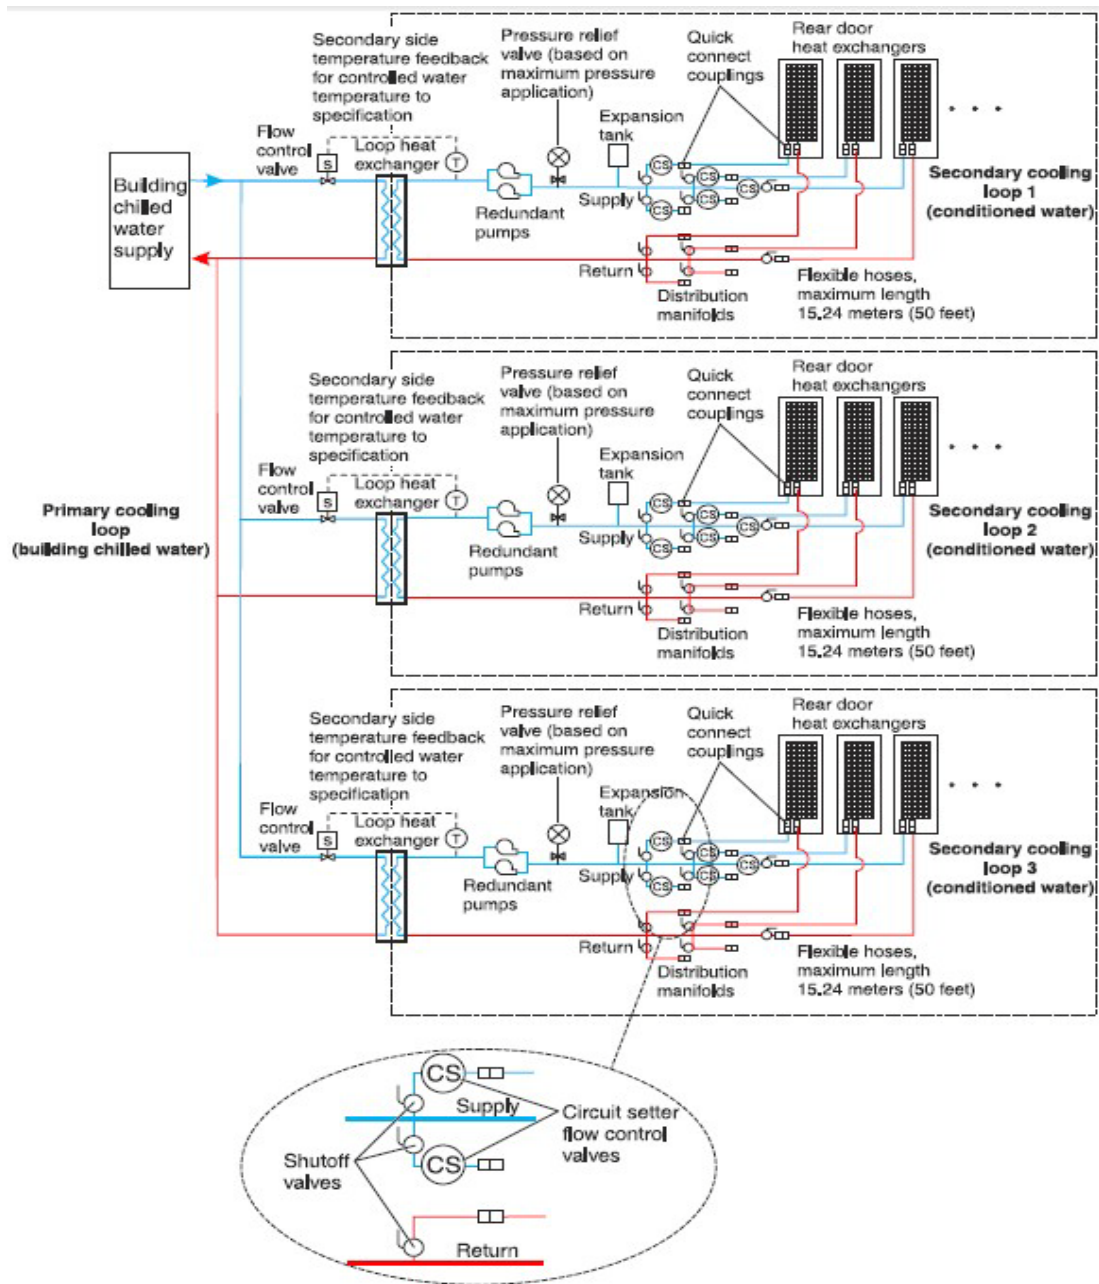 Secondary side
temperature feedback
for controlled water
temperature to
specification
Pressure relief
valve (based on
maximum pressure
application)
Quick
connect
couplings
Rear door
heat exchangers
Expansion
tank
Flow
control
valve
S
Loop heat
exchanger
T
Building
chilled
water
supply
Redundant
pumps
Supply
CS
CS
CS
CS
CS
Secondary cooling
loop 1
(conditioned water)
Return
Distribution
manifolds
Flexible hoses,
maximum length
15.24 meters (50 feet)
Primary cooling
loop
(building chilled water)
Secondary side
temperature feedback
for controlled water
temperature to
specification
Pressure relief
valve (based on
maximum pressure
application)
Quick
connect
couplings
Rear door
heat exchangers
Expansion
tank
Flow
control
valve
S
Loop heat
exchanger
T
Redundant
pumps
Supply
CS
CS
CS
CS
CS
Secondary cooling
loop 2
(conditioned water)
Return
Distribution
manifolds
Flexible hoses,
maximum length
15.24 meters (50 feet)
Secondary side
temperature feedback
for controlled water
temperature to
specification
Pressure relief
valve (based on
maximum pressure
application)
Quick
connect
couplings
Rear door
heat exchangers
Expansion
tank
Flow
control
valve
S
Loop heat
exchanger
T
Redundant
pumps
Supply
CS
CS
CS
CS
CS
Secondary cooling
loop 3
(conditioned water)
Return
Distribution
manifolds
Flexible hoses,
maximum length
15.24 meters (50 feet)
CS
Supply
CS
Circuit setter
flow control
valves
Shutoff
valves
Return